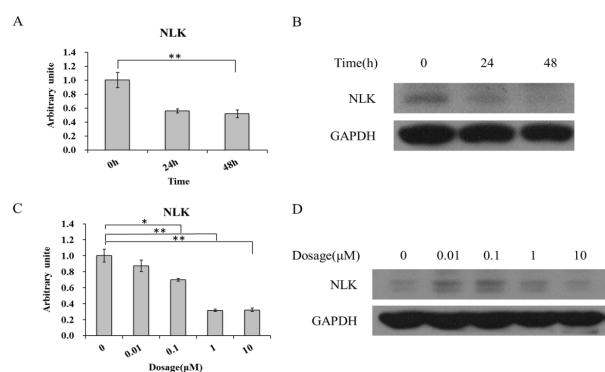 A
NLK
**
Arbitrary unite
1.4
1.2
1.0
0.8
0.6
0.4
0.2
0.0
0h
24h
48h
Time
B
Time(h) 0 24 48
NLK
GAPDH
C
NLK
*
**
**
Arbitrary unite
1.4
1.2
1.0
0.8
0.6
0.4
0.2
0.0
0
0.01
0.1
1
10
Dosage(μM)
D
Dosage(μM) 0 0.01 0.1 1 10
NLK
GAPDH